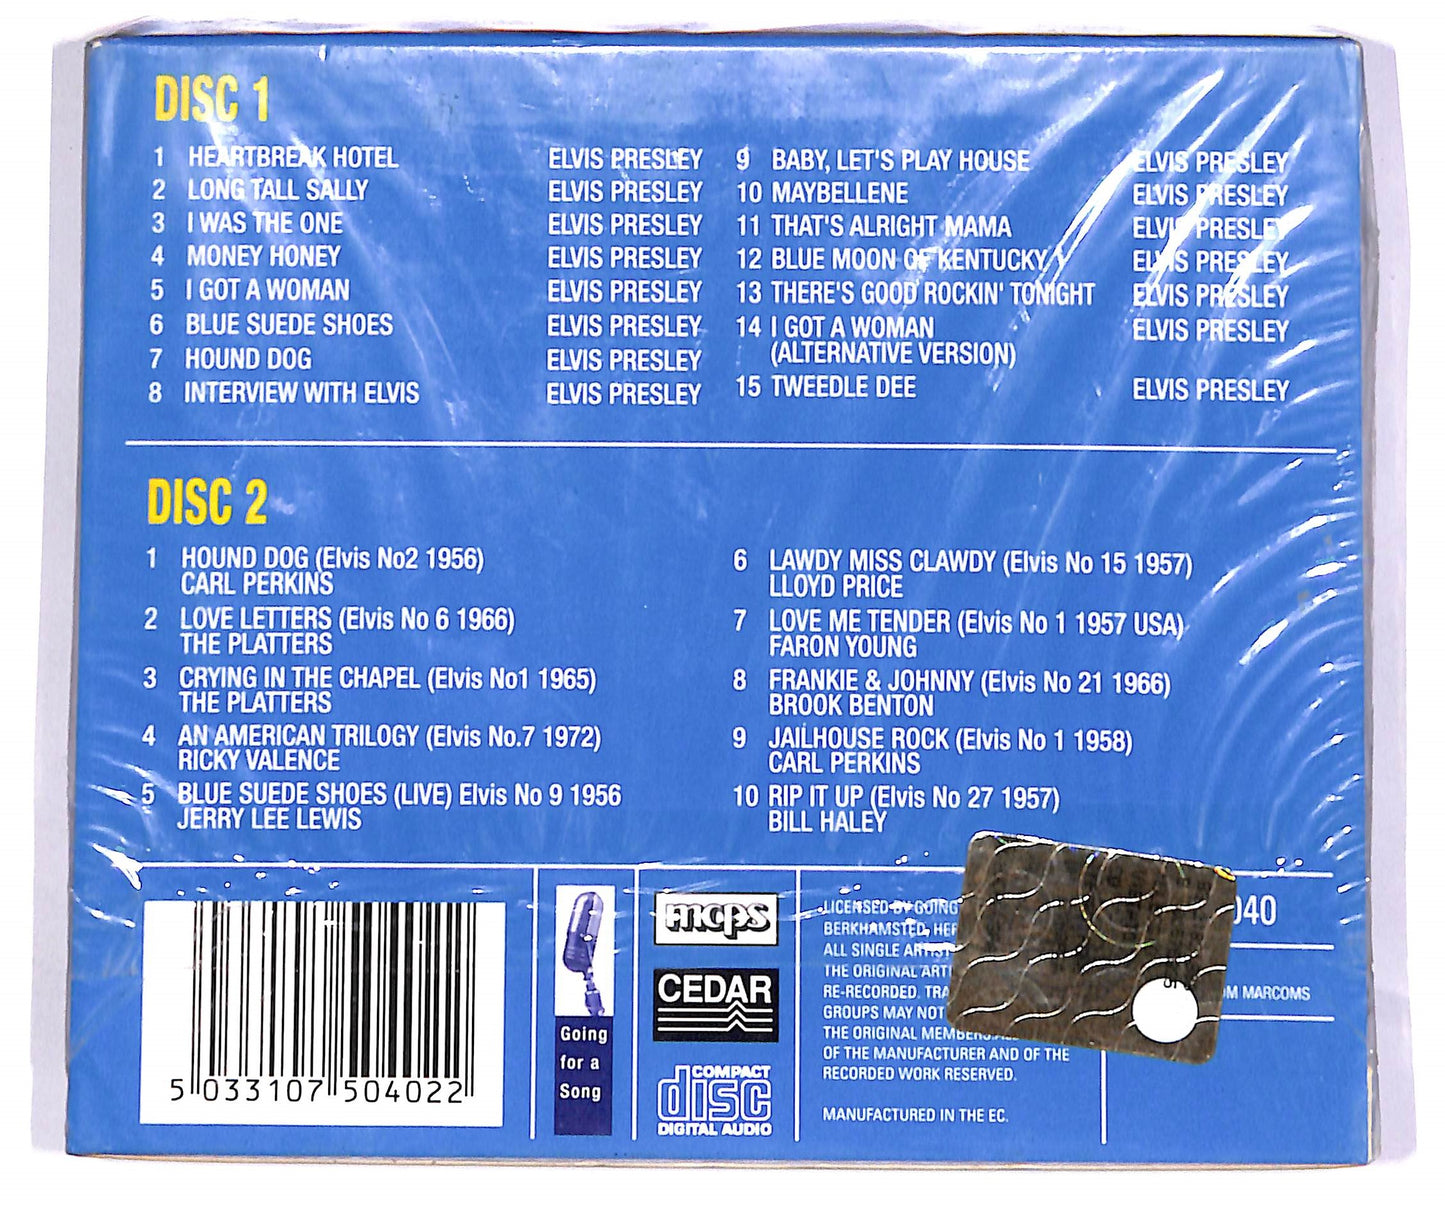 DISC 1
1 HEARTBREAK HOTEL ELVIS PRESLEY
2 LONG TALL SALLY ELVIS PRESLEY
3 I WAS THE ONE ELVIS PRESLEY
4 MONEY HONEY ELVIS PRESLEY
5 I GOT A WOMAN ELVIS PRESLEY
6 BLUE SUEDE SHOES ELVIS PRESLEY
7 HOUND DOG ELVIS PRESLEY
8 INTERVIEW WITH ELVIS ELVIS PRESLEY
9 BABY, LET'S PLAY HOUSE ELVIS PRESLEY
10 MAYBELLENE ELVIS PRESLEY
11 THAT'S ALRIGHT MAMA ELVIS PRESLEY
12 BLUE MOON OF KENTUCKY ELVIS PRESLEY
13 THERE'S GOOD ROCKIN' TONIGHT ELVIS PRESLEY
14 I GOT A WOMAN ELVIS PRESLEY
(ALTERNATIVE VERSION)
15 TWEEDLE DEE ELVIS PRESLEY
DISC 2
1 HOUND DOG (Elvis No2 1956)
CARL PERKINS
2 LOVE LETTERS (Elvis No 6 1966)
THE PLATTERS
3 CRYING IN THE CHAPEL (Elvis No1 1965)
THE PLATTERS
4 AN AMERICAN TRILOGY (Elvis No.7 1972)
RICKY VALENCE
5 BLUE SUEDE SHOES (LIVE) Elvis No 9 1956
JERRY LEE LEWIS
6 LAWDY MISS CLAWDY (Elvis No 15 1957)
LLOYD PRICE
7 LOVE ME TENDER (Elvis No 1 1957 USA)
FARON YOUNG
8 FRANKIE & JOHNNY (Elvis No 21 1966)
BROOK BENTON
9 JAILHOUSE ROCK (Elvis No 1 1958)
CARL PERKINS
10 RIP IT UP (Elvis No 27 1957)
BILL HALEY
5 033107 504022
Going
for a
Song
mcps
CEDAR
COMPACT
disc
DIGITAL AUDIO
LICENSED BY GOING
BERKHAMSTED,
ALL SINGLE
THE ORIGINAL
RE-RECORDED.
GROUPS MAY NOT
THE ORIGINAL MEMBERS.
OF THE MANUFACTURER AND OF THE
RECORDED WORK RESERVED.
MANUFACTURED IN THE EC.
040
MARCOMS